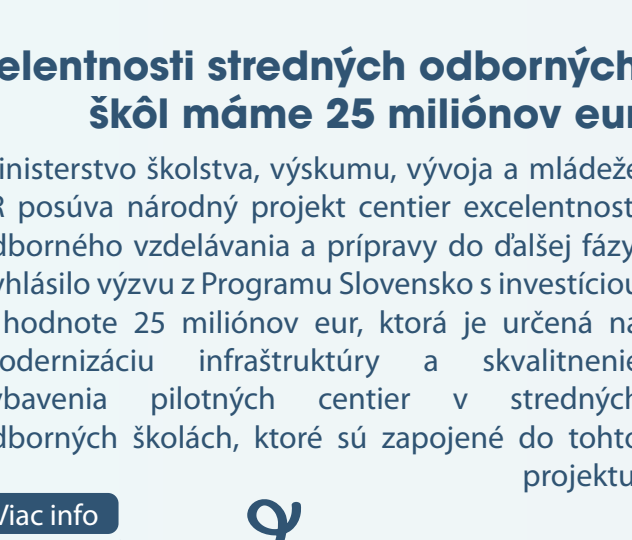 elentnosti stredných odborných
škôl máme 25 miliónov eur
inisterstvo školstva, výskumu, vývoja a mládeže
R posúva národný projekt centier excelentnosti
dborného vzdelávania a prípravy do ďalšej fázy.
yhlásilo výzvu z Programu Slovensko s investíciou
hodnote 25 miliónov eur, ktorá je určená na
odernizáciu infraštruktúry a skvalitnenie
ybavenia pilotných centier v stredných
dborných školách, ktoré sú zapojené do tohto
projektu.
Viac info